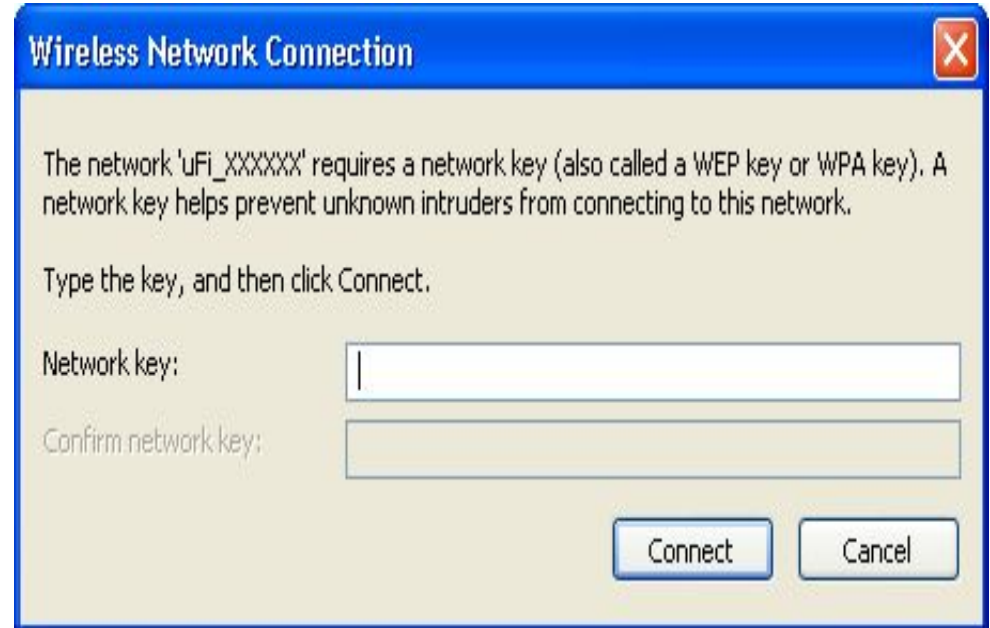 Wireless Network Connection
The network 'uFi_XXXXXX' requires a network key (also called a WEP key or WPA key). A
network key helps prevent unknown intruders from connecting to this network.
Type the key, and then click Connect.
Network key:
Confirm network key:
Connect Cancel